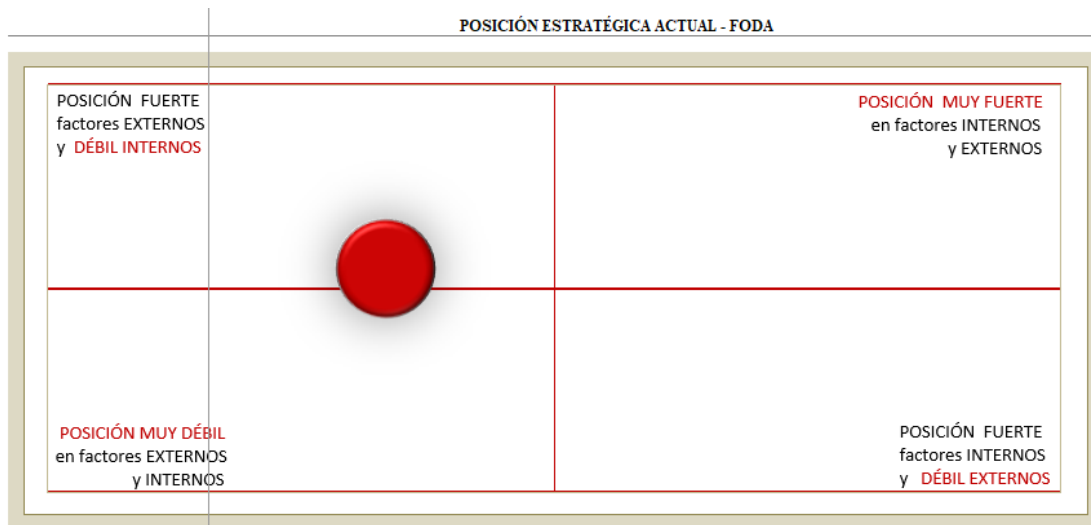 POSICIÓN ESTRATÉGICA ACTUAL - FODA
POSICIÓN FUERTE
factores EXTERNOS
y DÉBIL INTERNOS
POSICIÓN MUY FUERTE
en factores INTERNOS
y EXTERNOS
POSICIÓN MUY DÉBIL
en factores EXTERNOS
y INTERNOS
POSICIÓN FUERTE
factores INTERNOS
y DÉBIL EXTERNOS